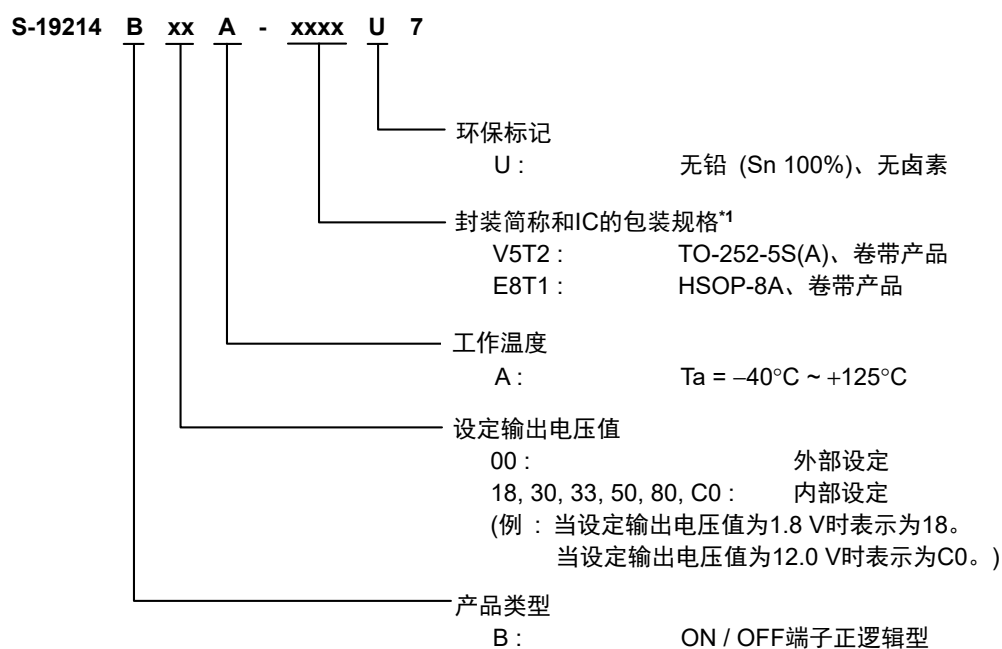 S-19214 B xx A - xxxx U 7
环保标记
U : 无铅 (Sn 100%)、无卤素
封装简称和IC的包装规格*1
V5T2 : TO-252-5S(A)、卷带产品
E8T1 : HSOP-8A、卷带产品
工作温度
A : Ta = −40°C ~ +125°C
设定输出电压值
00 : 外部设定
18, 30, 33, 50, 80, C0 : 内部设定
(例 : 当设定输出电压值为1.8 V时表示为18。
当设定输出电压值为12.0 V时表示为C0。)
产品类型
B : ON / OFF端子正逻辑型